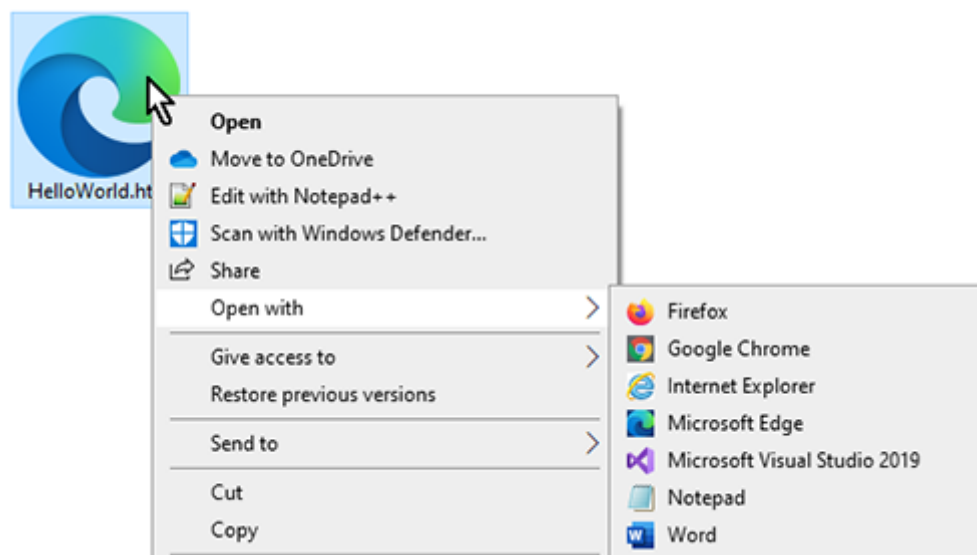 HelloWorld.ht
Open
Move to OneDrive
Edit with Notepad++
Scan with Windows Defender...
Share
Open with
Give access to
Restore previous versions
Send to
Cut
Copy
Firefox
Google Chrome
Internet Explorer
Microsoft Edge
Microsoft Visual Studio 2019
Notepad
Word